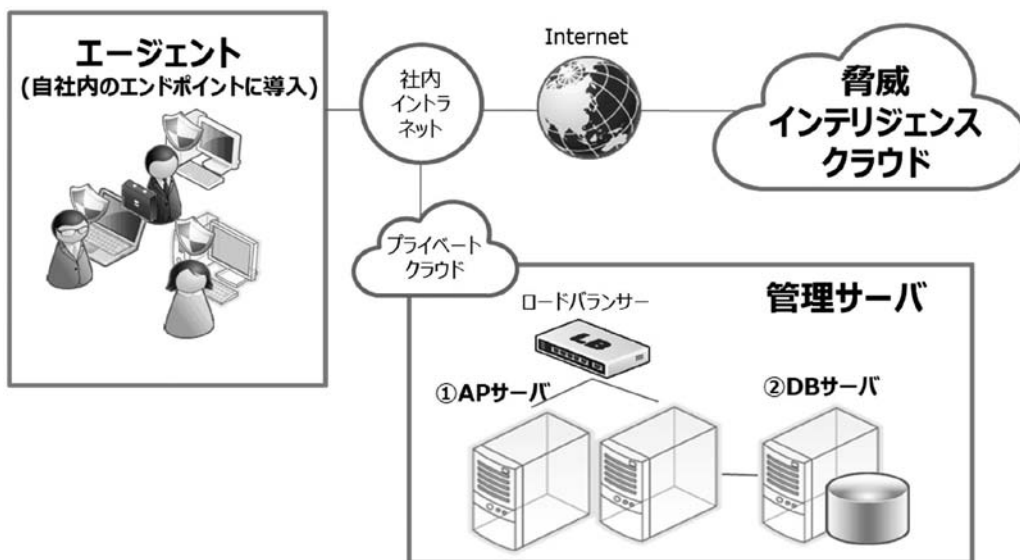 エージェント
(自社内のエンドポイントに導入)
社内
イントラ
ネット
Internet
脅威
インテリジェンス
クラウド
プライベート
クラウド
管理サーバ
ロードバランサー
LB
①APサーバ
②DBサーバ